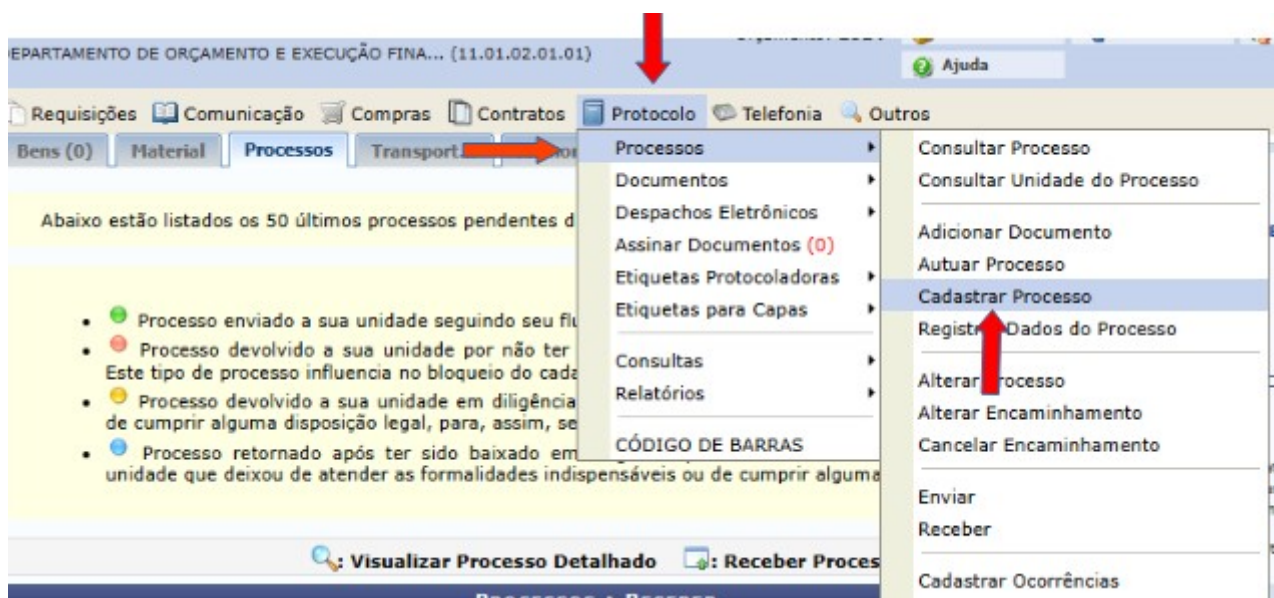 DEPARTAMENTO DE ORÇAMENTO E EXECUÇÃO FINA... (11.01.02.01.01)
Ajuda
Requisições Comunicação Compras Contratos Protocolo Telefonia Outros
Bens (0) Material Processos Transport...
Abaixo estão listados os 50 últimos processos pendentes d
Processo enviado a sua unidade seguindo seu flu
Processo devolvido a sua unidade por não ter
Este tipo de processo influencia no bloqueio do cada
Processo devolvido a sua unidade em diligência
de cumprir alguma disposição legal, para, assim, se
Processo retornado após ter sido baixado em
unidade que deixou de atender as formalidades indispensáveis ou de cumprir alguma
: Visualizar Processo Detalhado : Receber Proces
Processos
Documentos
Despachos Eletrônicos
Assinar Documentos (0)
Etiquetas Protocoladoras
Etiquetas para Capas
Consultas
Relatórios
CÓDIGO DE BARRAS
Consultar Processo
Consultar Unidade do Processo
Adicionar Documento
Autuar Processo
Cadastrar Processo
Registrar Dados do Processo
Alterar Processo
Alterar Encaminhamento
Cancelar Encaminhamento
Enviar
Receber
Cadastrar Ocorrências